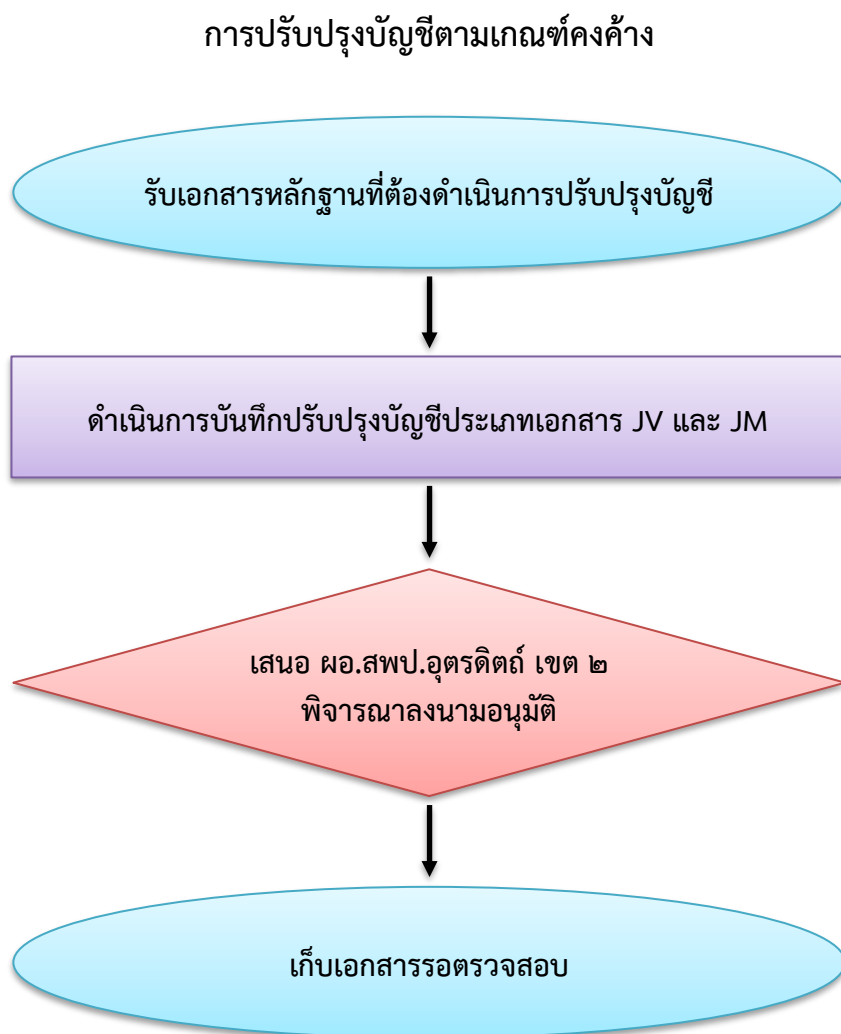 การปรับปรุงบัญชีตามเกณฑ์คงค้าง
รับเอกสารหลักฐานที่ต้องดำเนินการปรับปรุงบัญชี
ดำเนินการบันทึกปรับปรุงบัญชีประเภทเอกสาร JV และ JM
เสนอ ผอ.สพป.อุตรดิตถ์ เขต ๒
พิจารณาลงนามอนุมัติ
เก็บเอกสารรอตรวจสอบ